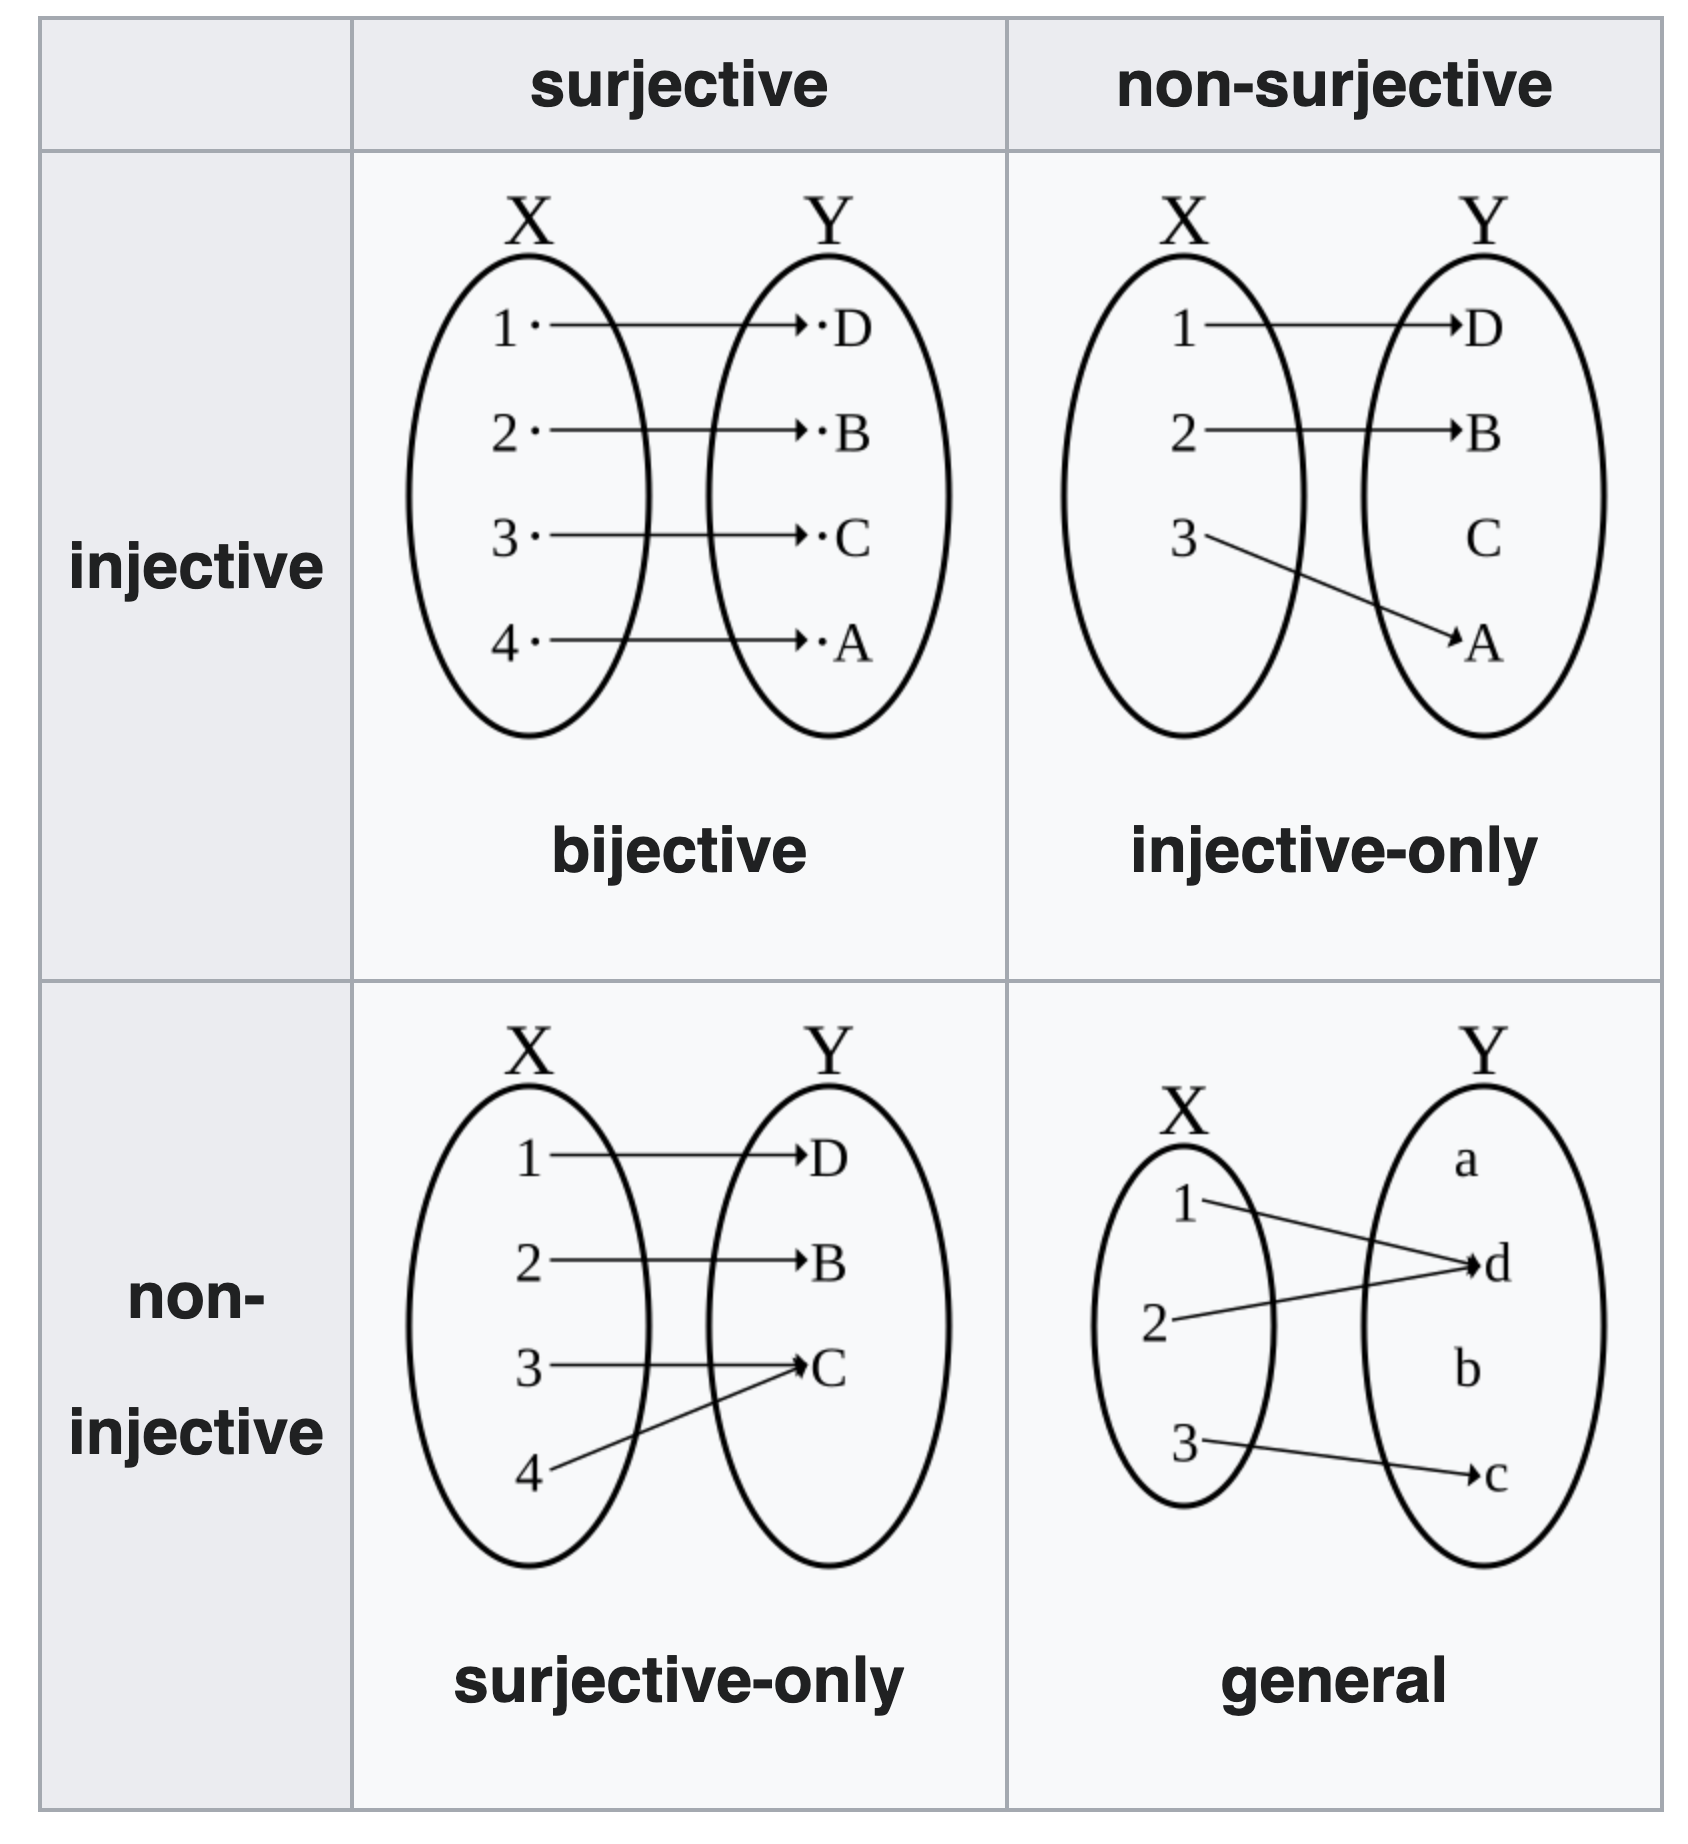 surjective non-surjective
injective
X Y
1 · · D
2 · · B
3 · · C
4 · · A
bijective
X Y
1 D
2 B
3 C
A
injective-only
non-
injective
X Y
1 D
2 B
3 C
4
surjective-only
Y
X
a
1
d
2
b
3
c
general